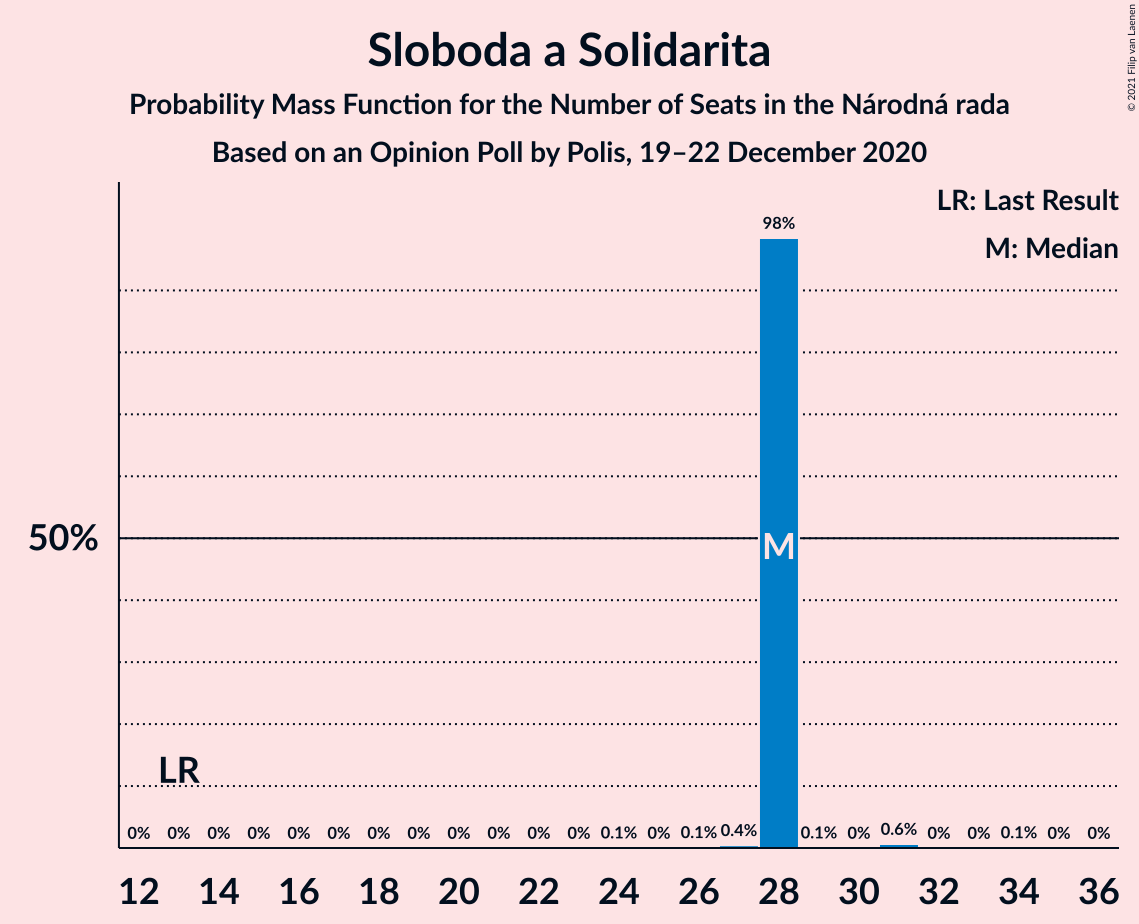 Sloboda a Solidarita
Probability Mass Function for the Number of Seats in the Národná rada
Based on an Opinion Poll by Polis, 19–22 December 2020
© 2021 Filip van Laenen
LR: Last Result
M: Median
98%
50%
M
LR
0% 0% 0% 0% 0% 0% 0% 0% 0% 0% 0% 0% 0.1% 0% 0.1% 0.4% 0.1% 0% 0.6% 0% 0% 0.1% 0% 0%
12 14 16 18 20 22 24 26 28 30 32 34 36